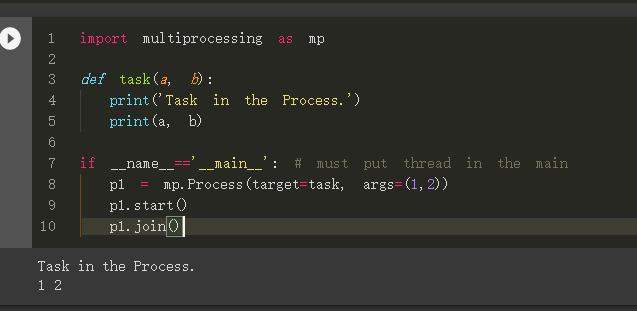 1 import multiprocessing as mp
2
3 def task(a, b):
4     print('Task in the Process.')
5     print(a, b)
6
7 if __name__=='__main__': # must put thread in the main
8     p1 = mp.Process(target=task, args=(1,2))
9     p1.start()
10     p1.join()
Task in the Process.
1 2